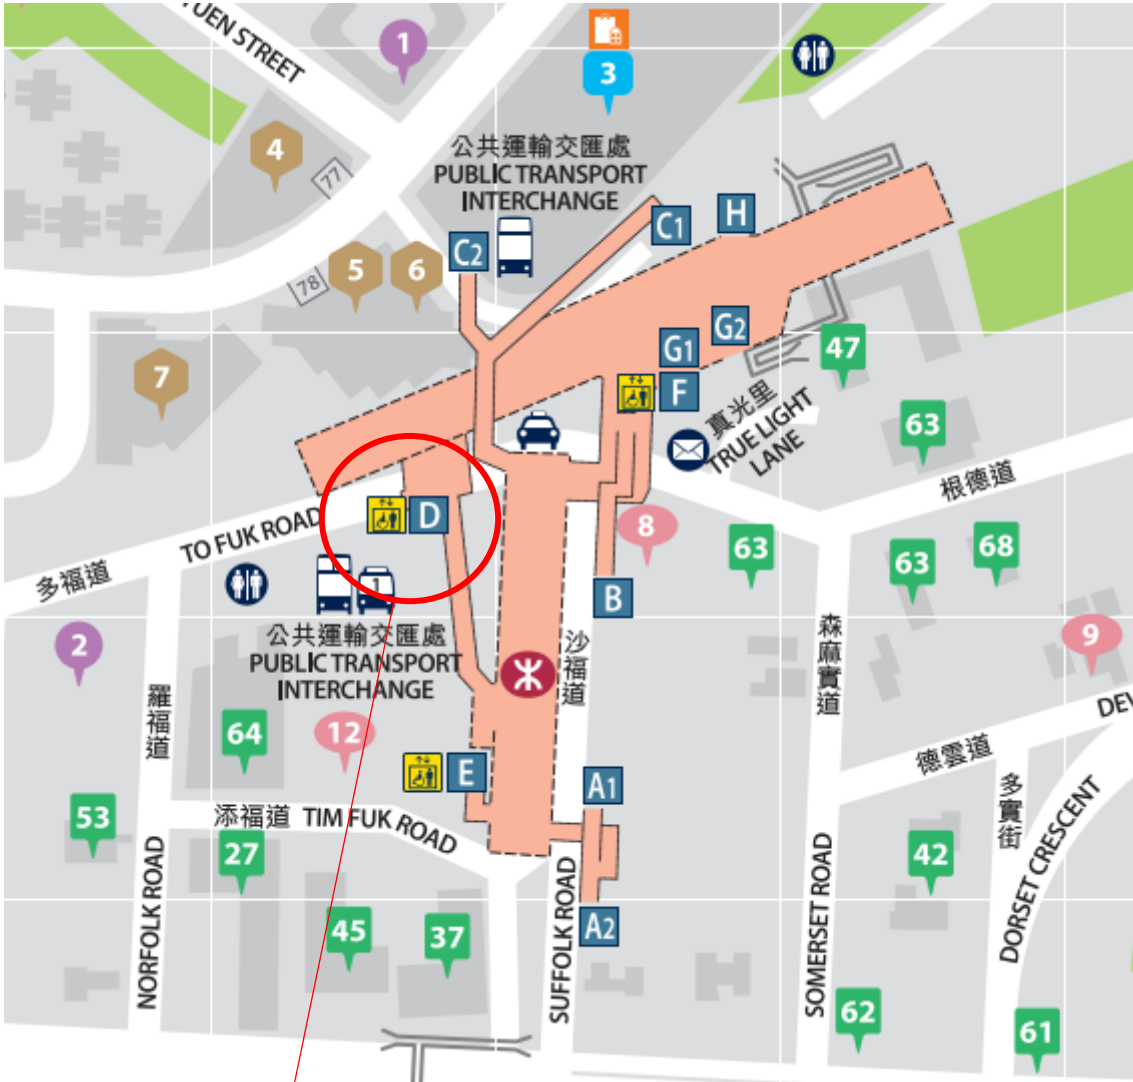 YUEN STREET
1
3
4
77
公共運輸交匯處
PUBLIC TRANSPORT
INTERCHANGE
C1
H
C2
5
6
78
G2
G1
47
7
F
真光里
TRUE LIGHT
LANE
63
根德道
D
TO FUK ROAD
8
63
63
68
多福道
1
B
公共運輸交匯處
PUBLIC TRANSPORT
INTERCHANGE
2
沙福道
森麻實道
9
羅福道
64
12
DEV
德雲道
E
A1
多實街
53
添福道 TIM FUK ROAD
27
42
DORSET CRESCENT
NORFOLK ROAD
45
37
A2
SUFFOLK ROAD
SOMERSET ROAD
62
61